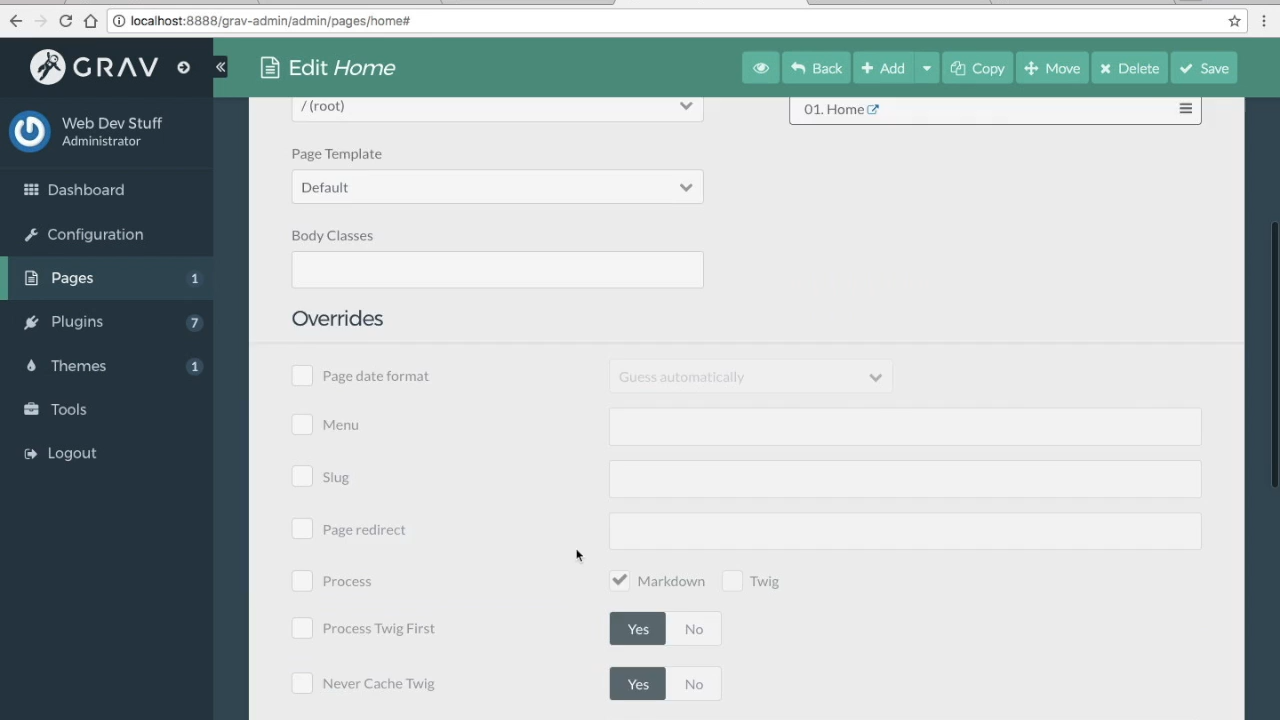 localhost:8888/grav-admin/admin/pages/home#
GRAV
Edit Home
Back
Add
Copy
Move
Delete
Save
Web Dev Stuff
Administrator
Dashboard
Configuration
Pages 1
Plugins 7
Themes 1
Tools
Logout
/ (root)
01. Home
Page Template
Default
Body Classes
Overrides
Page date format Guess automatically
Menu
Slug
Page redirect
Process Markdown Twig
Process Twig First Yes No
Never Cache Twig Yes No